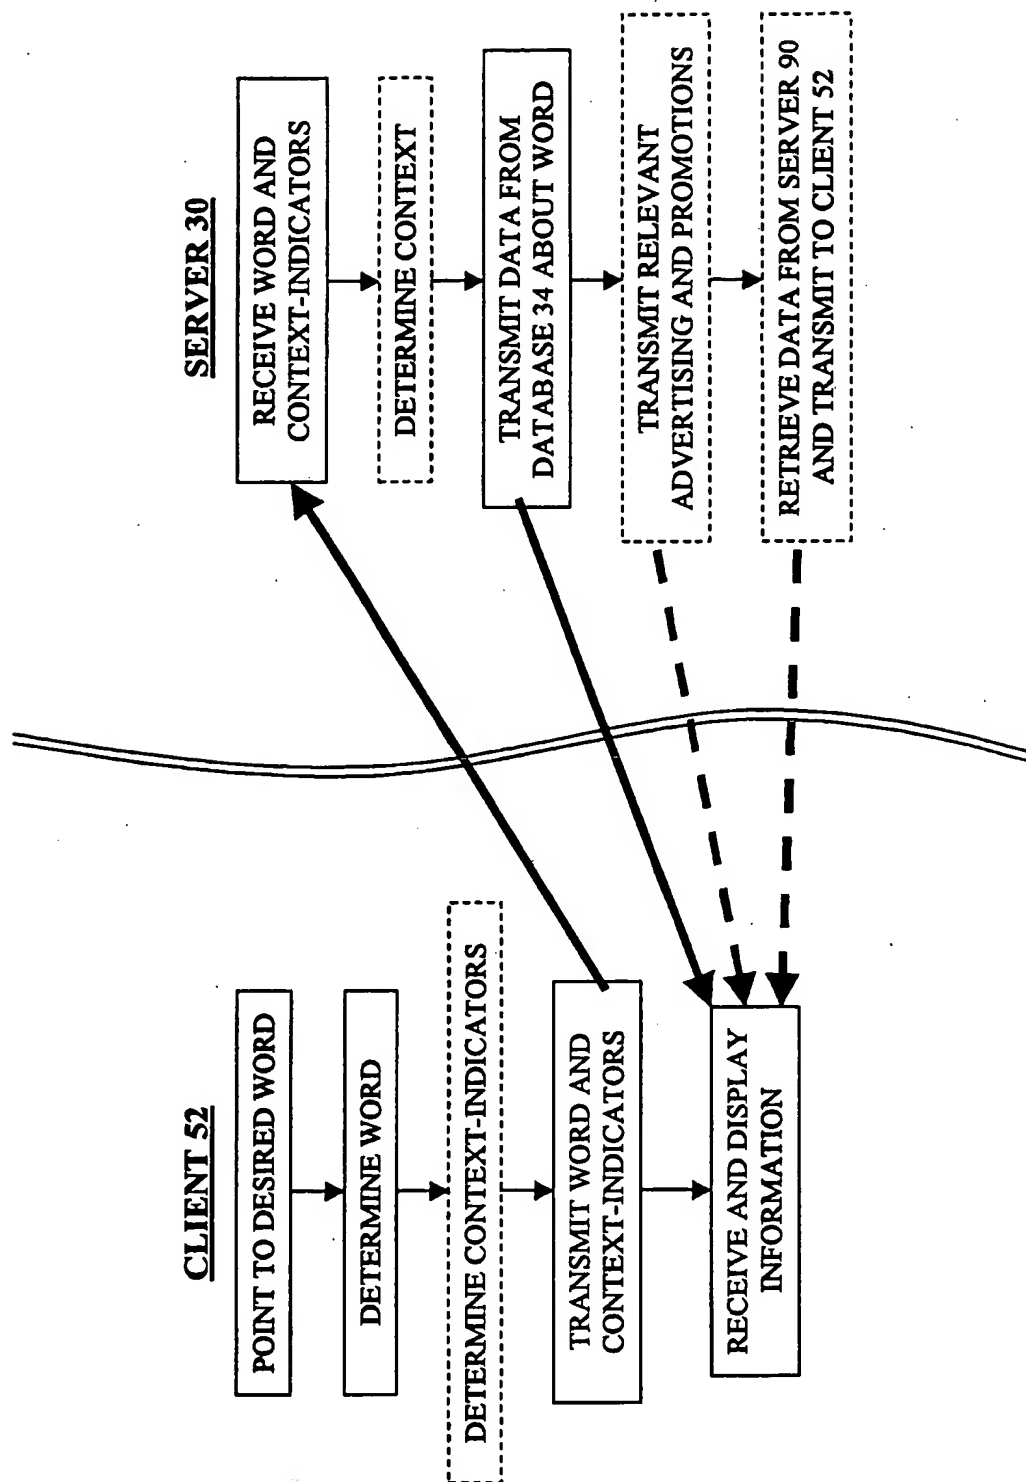 CLIENT 52
POINT TO DESIRED WORD
DETERMINE WORD
DETERMINE CONTEXT-INDICATORS
TRANSMIT WORD AND
CONTEXT-INDICATORS
RECEIVE AND DISPLAY
INFORMATION
SERVER 30
RECEIVE WORD AND
CONTEXT-INDICATORS
DETERMINE CONTEXT
TRANSMIT DATA FROM
DATABASE 34 ABOUT WORD
TRANSMIT RELEVANT
ADVERTISING AND PROMOTIONS
RETRIEVE DATA FROM SERVER 90
AND TRANSMIT TO CLIENT 52